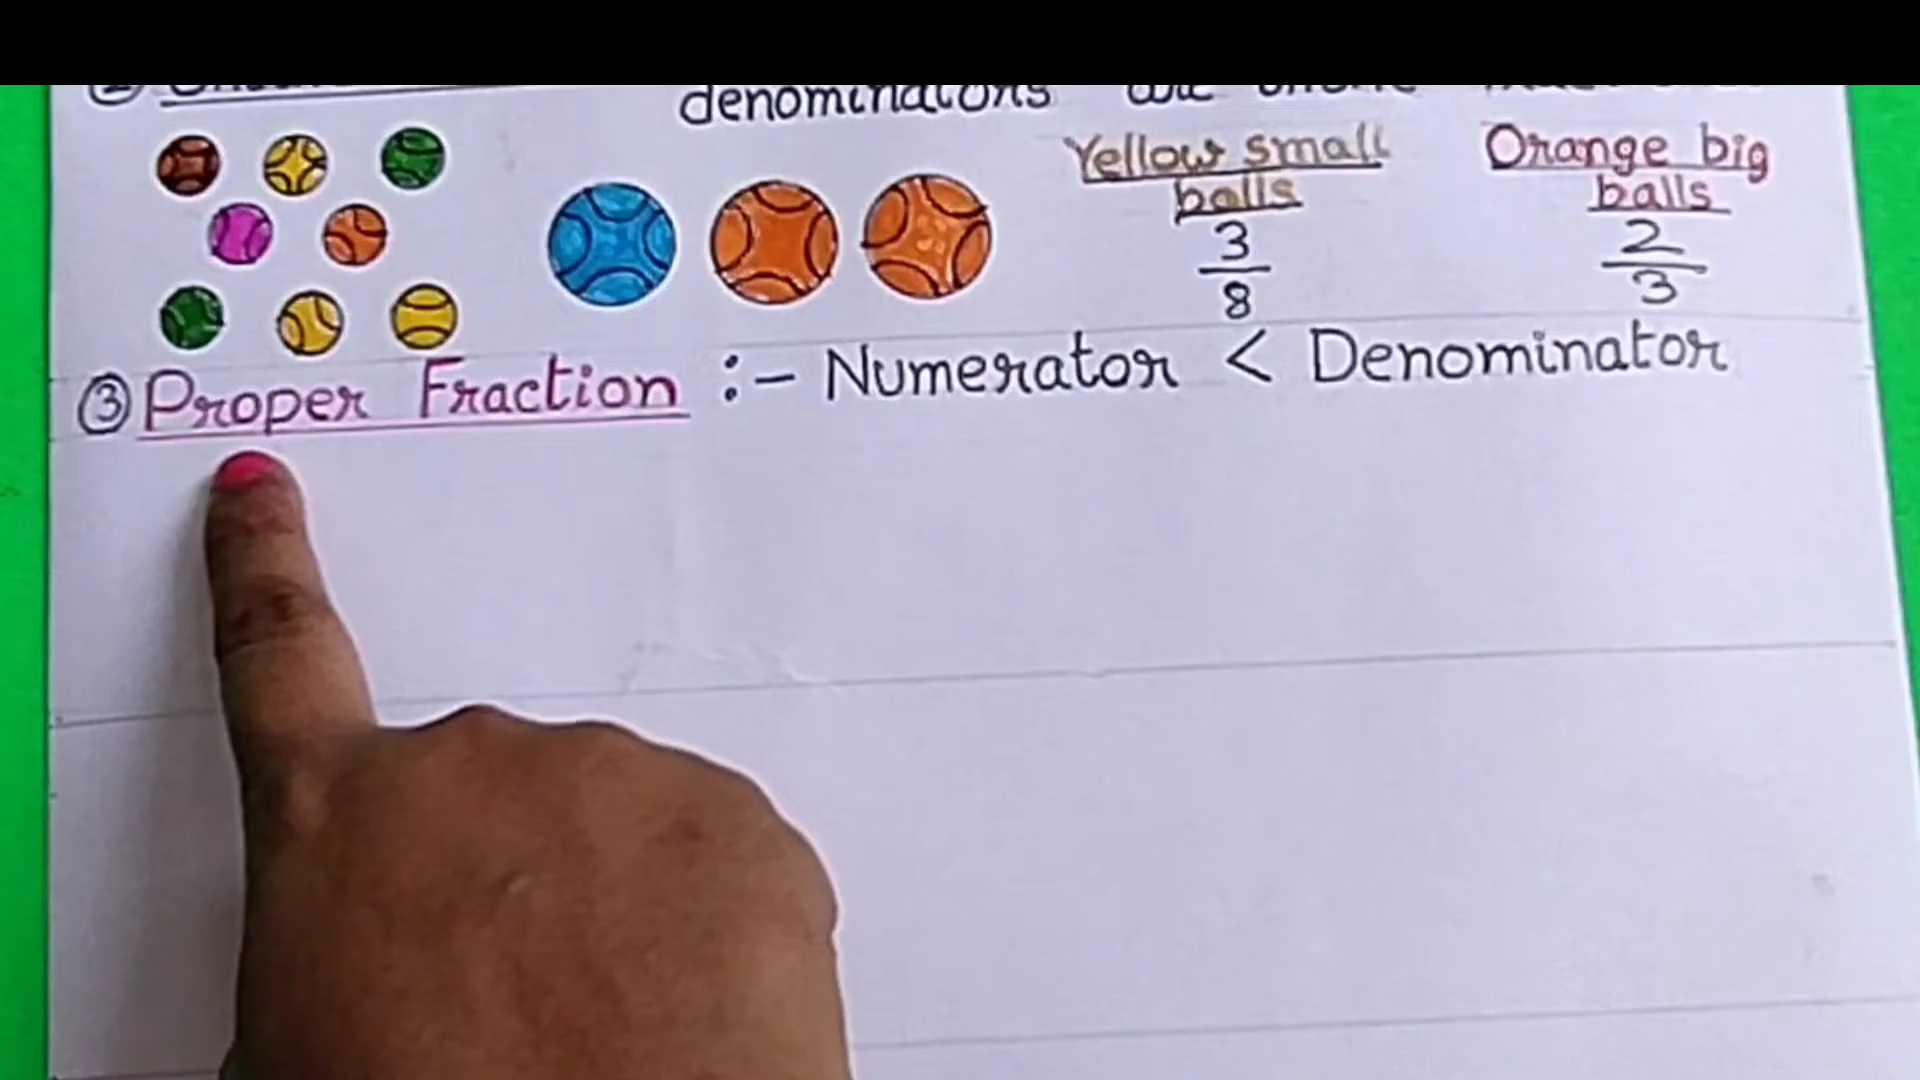 denominators
Yellow small
balls
3
8
Orange big
balls
2
3
③ Proper Fraction :- Numerator < Denominator